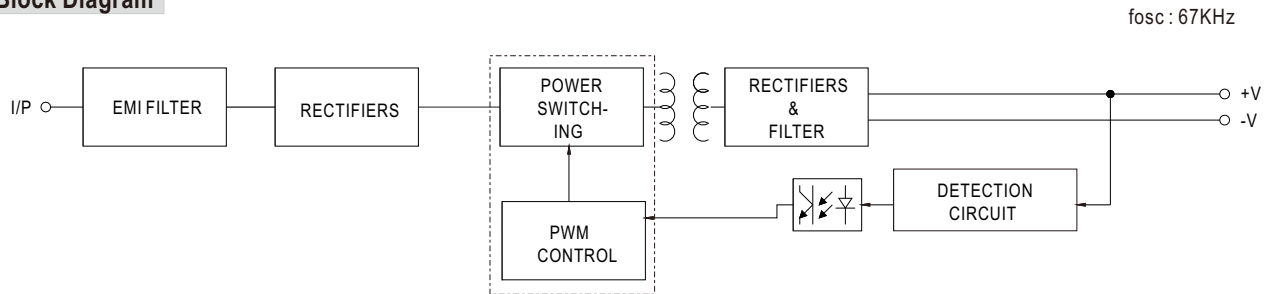 Block Diagram
fosc : 67KHz
I/P
EMI FILTER
RECTIFIERS
POWER
SWITCH-
ING
RECTIFIERS
&
FILTER
+V
-V
PWM
CONTROL
DETECTION
CIRCUIT